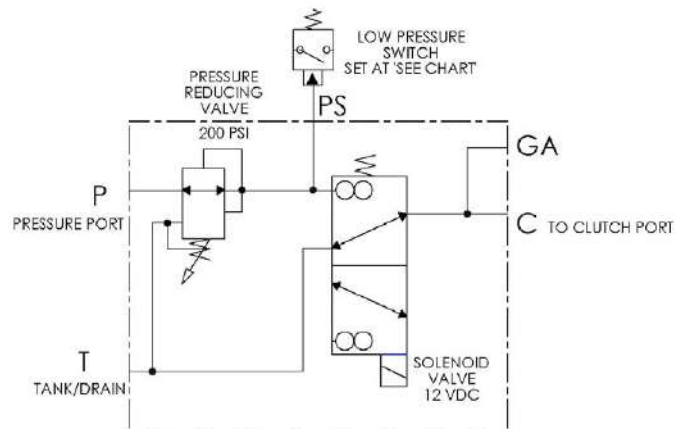 LOW PRESSURE
SWITCH
SET AT 'SEE CHART'
PRESSURE
REDUCING
VALVE
200 PSI
PS
GA
P
PRESSURE PORT
C TO CLUTCH PORT
T
TANK/DRAIN
SOLENOID
VALVE
12 VDC